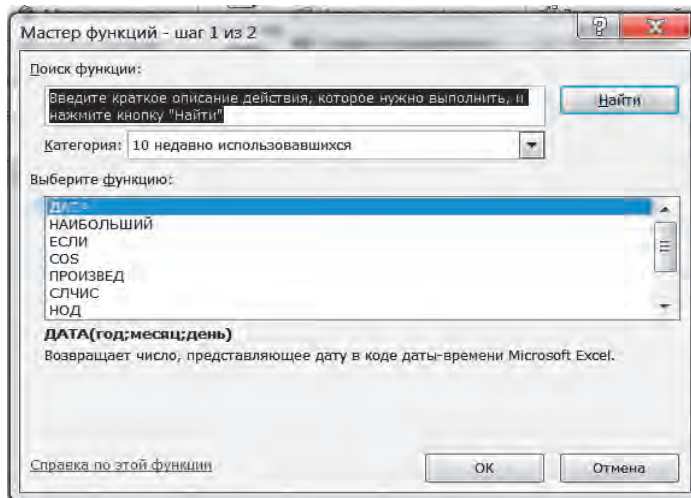 Мастер функций - шаг 1 из 2
Поиск функции:
Введите краткое описание действия, которое нужно выполнить, и
нажмите кнопку "Найти"
Найти
Категория: 10 недавно использовавшихся
Выберите функцию:
ДАТА
НАИБОЛЬШИЙ
ЕСЛИ
COS
ПРОИЗВЕД
СЛЧИС
НОД
ДАТА(год;месяц;день)
Возвращает число, представляющее дату в коде даты-времени Microsoft Excel.
Справка по этой функции
ОК
Отмена